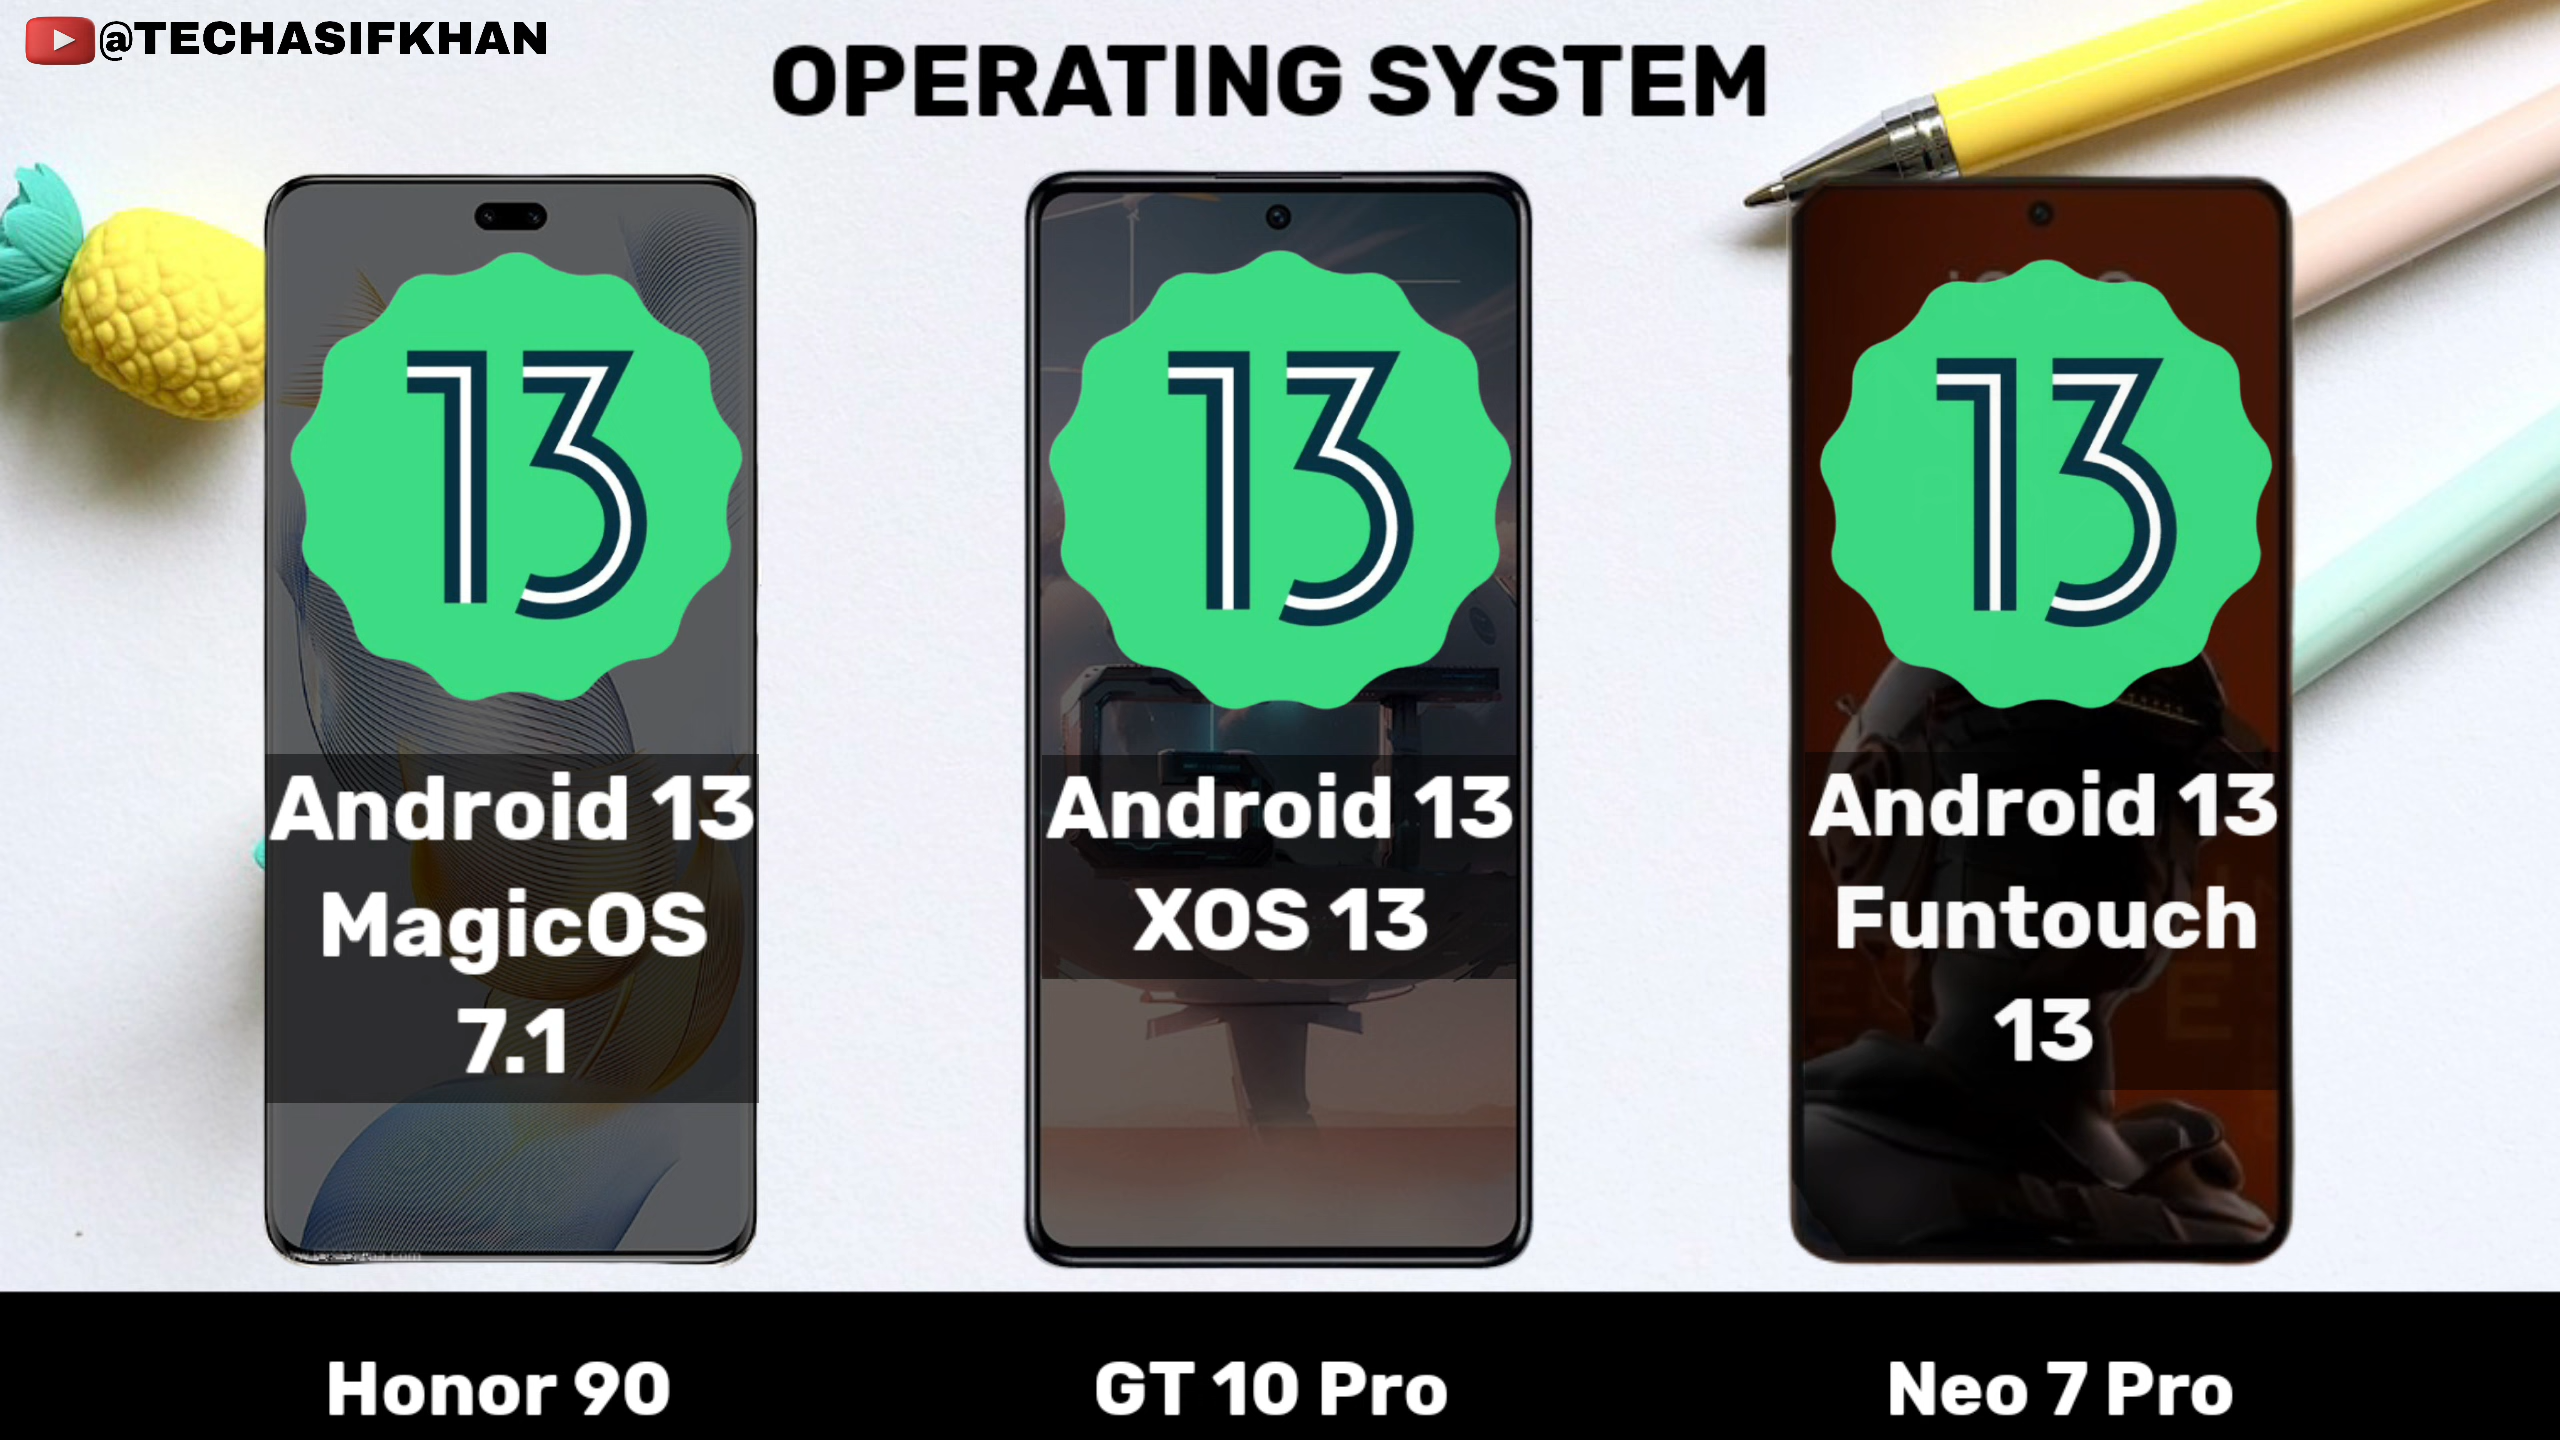 @TECHASIFKHAN
OPERATING SYSTEM
13
13
13
Android 13
MagicOS
7.1
Android 13
XOS 13
Android 13
Funtouch
13
Honor 90
GT 10 Pro
Neo 7 Pro